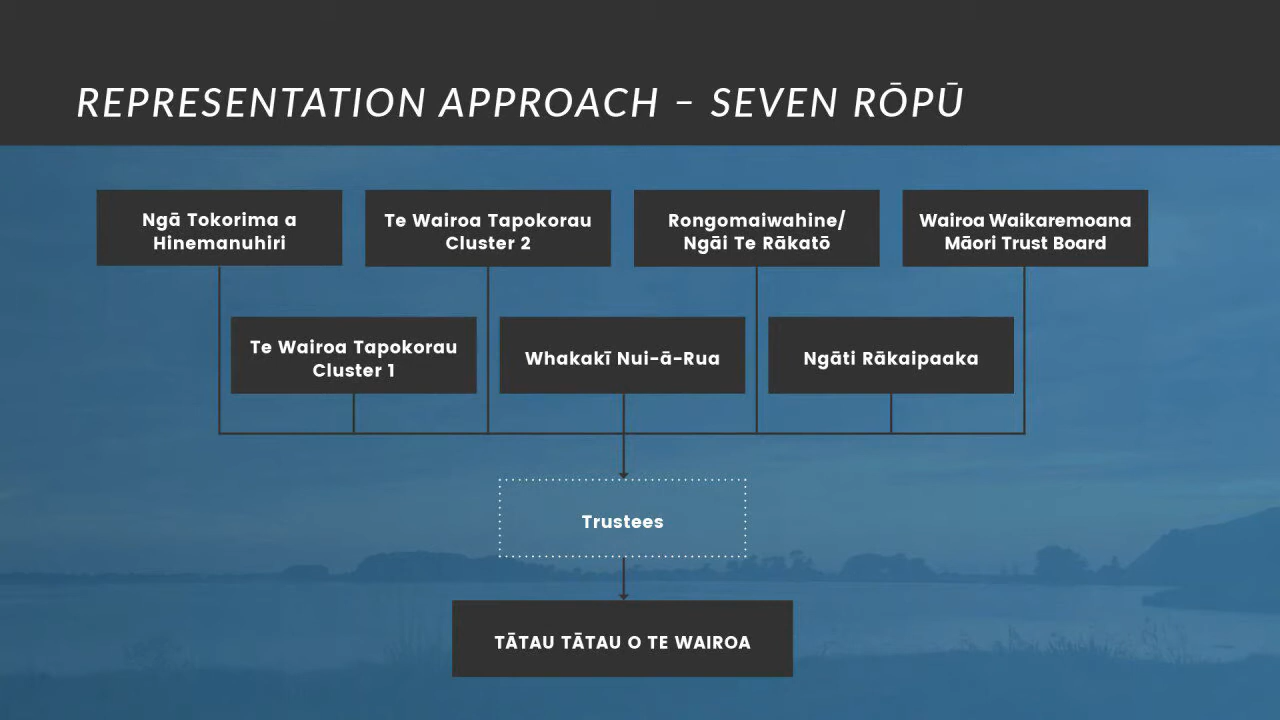 REPRESENTATION APPROACH – SEVEN RŌPŪ
Ngā Tokorima a
Hinemanuhiri
Te Wairoa Tapokorau
Cluster 2
Rongomaiwahine/
Ngāi Te Rākatō
Wairoa Waikaremoana
Māori Trust Board
Te Wairoa Tapokorau
Cluster 1
Whakakī Nui-ā-Rua
Ngāti Rākaipaaka
Trustees
TĀTAU TĀTAU O TE WAIROA